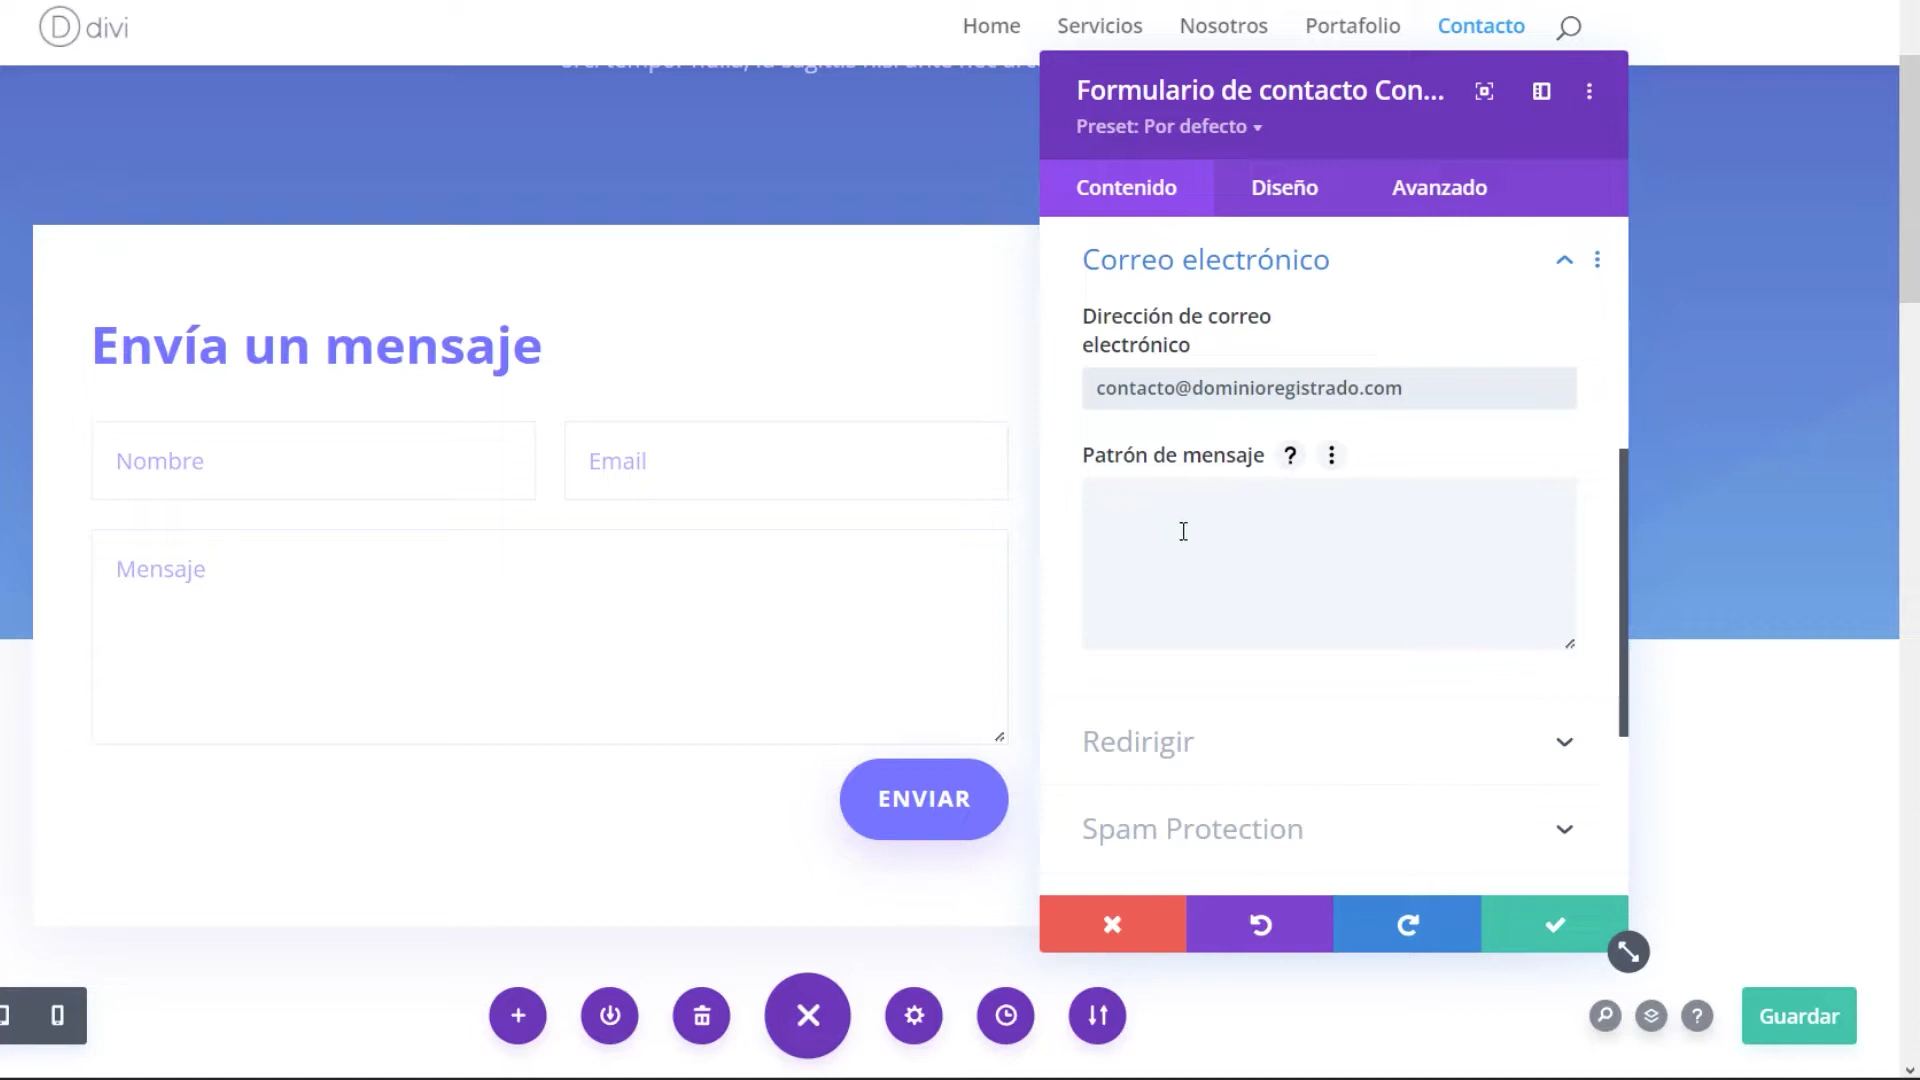 divi
Home Servicios Nosotros Portafolio Contacto
Formulario de contacto Con...
Preset: Por defecto
Contenido Diseño Avanzado
Correo electrónico
Dirección de correo
electrónico
contacto@dominioregistrado.com
Patrón de mensaje ?
Redirigir
Spam Protection
Envía un mensaje
Nombre
Email
Mensaje
ENVIAR
Guardar